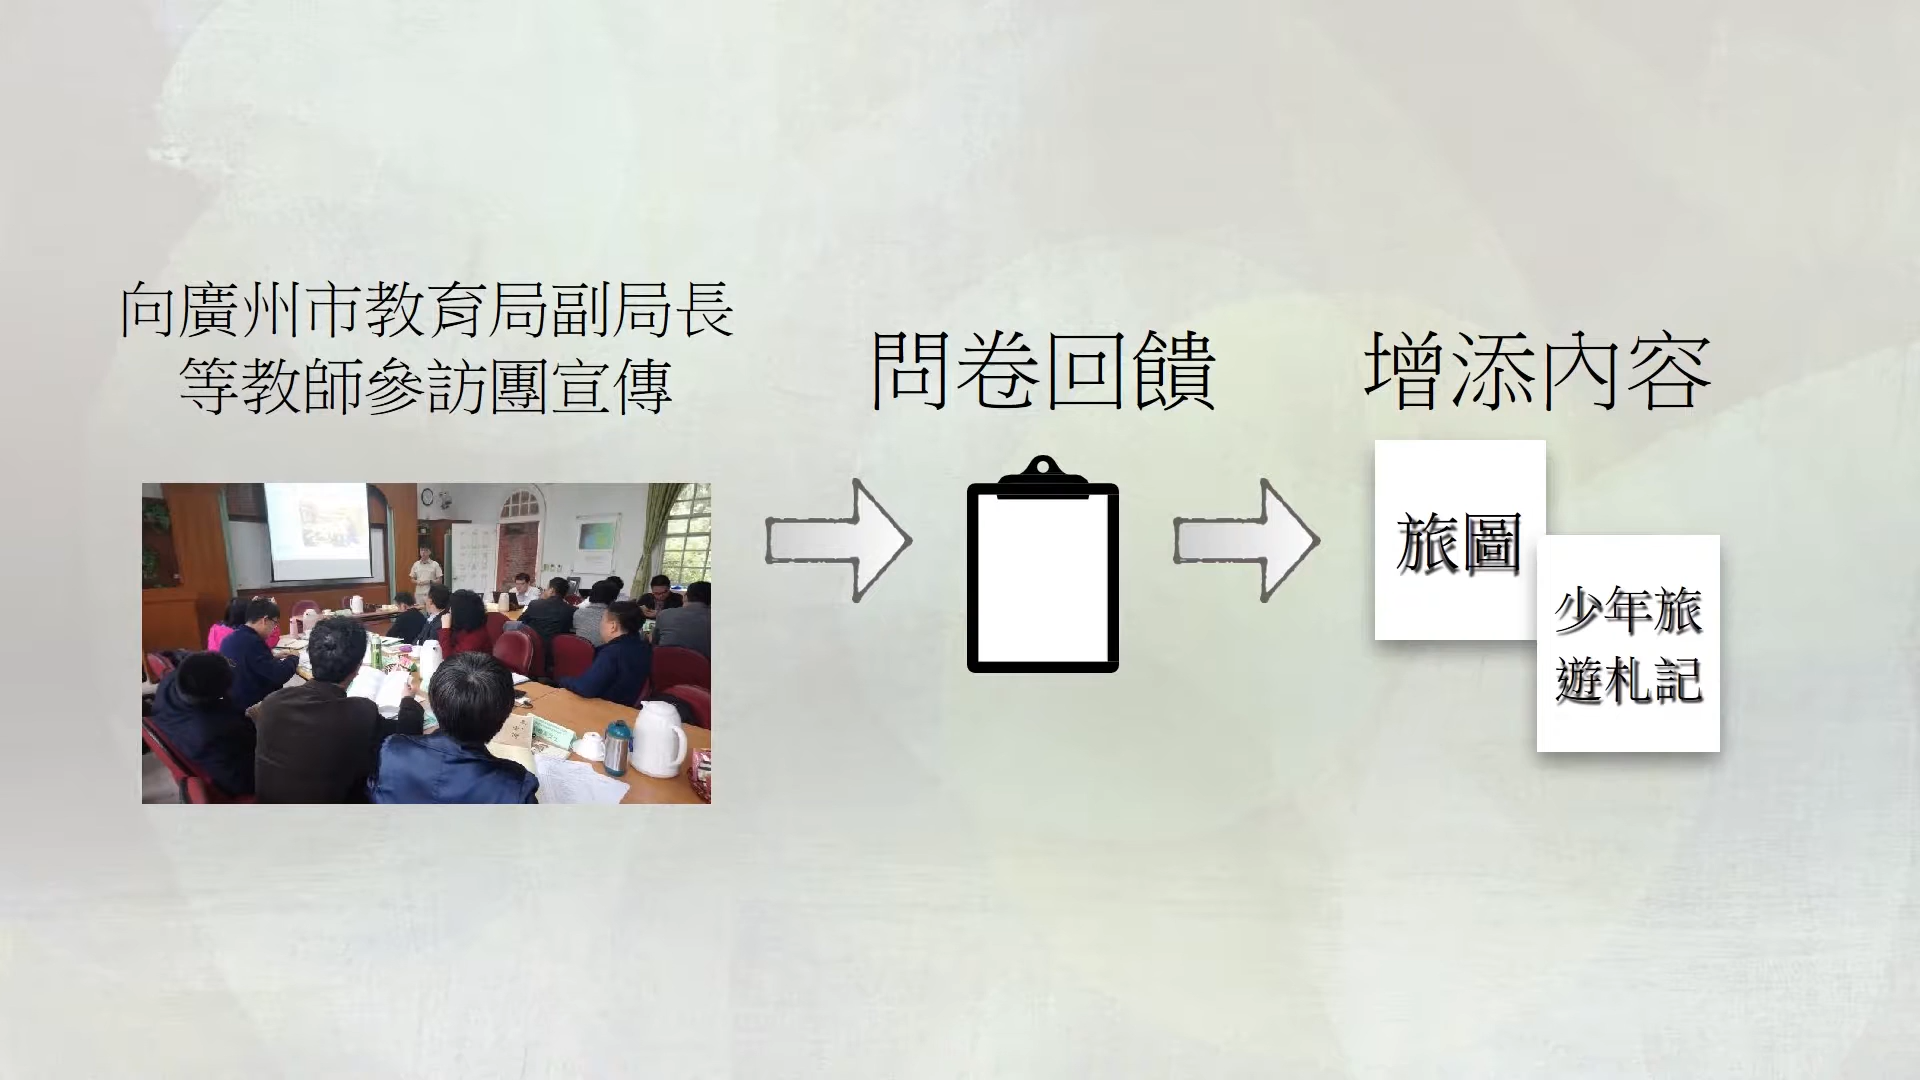 向廣州市教育局副局長
等教師參訪團宣傳
問卷回饋
增添內容
旅圖
少年旅
遊札記